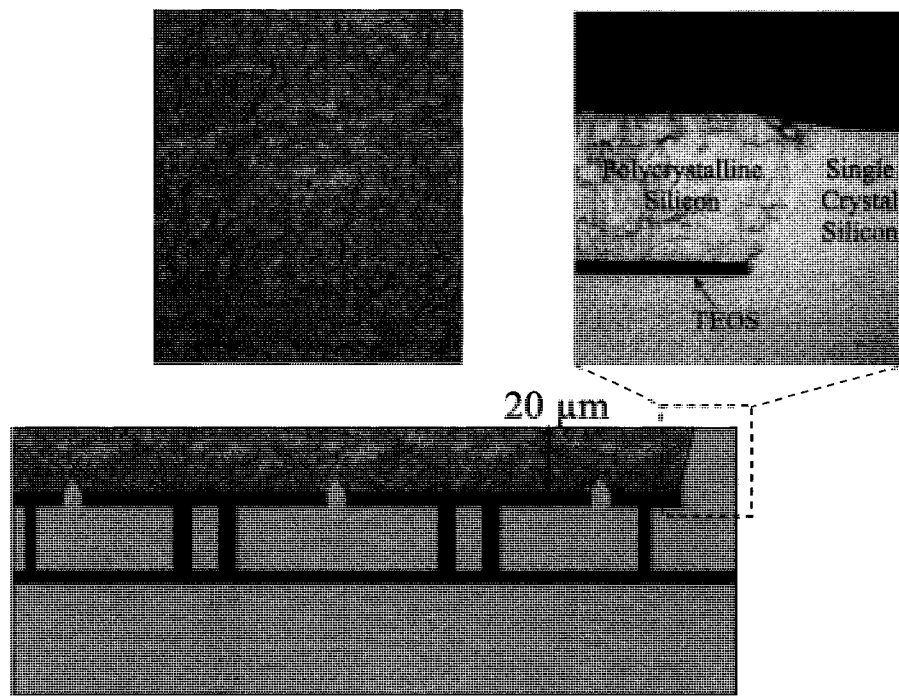 Polycrystalline
Silicon
Single
Crystal
Silicon
TEOS
20 μm